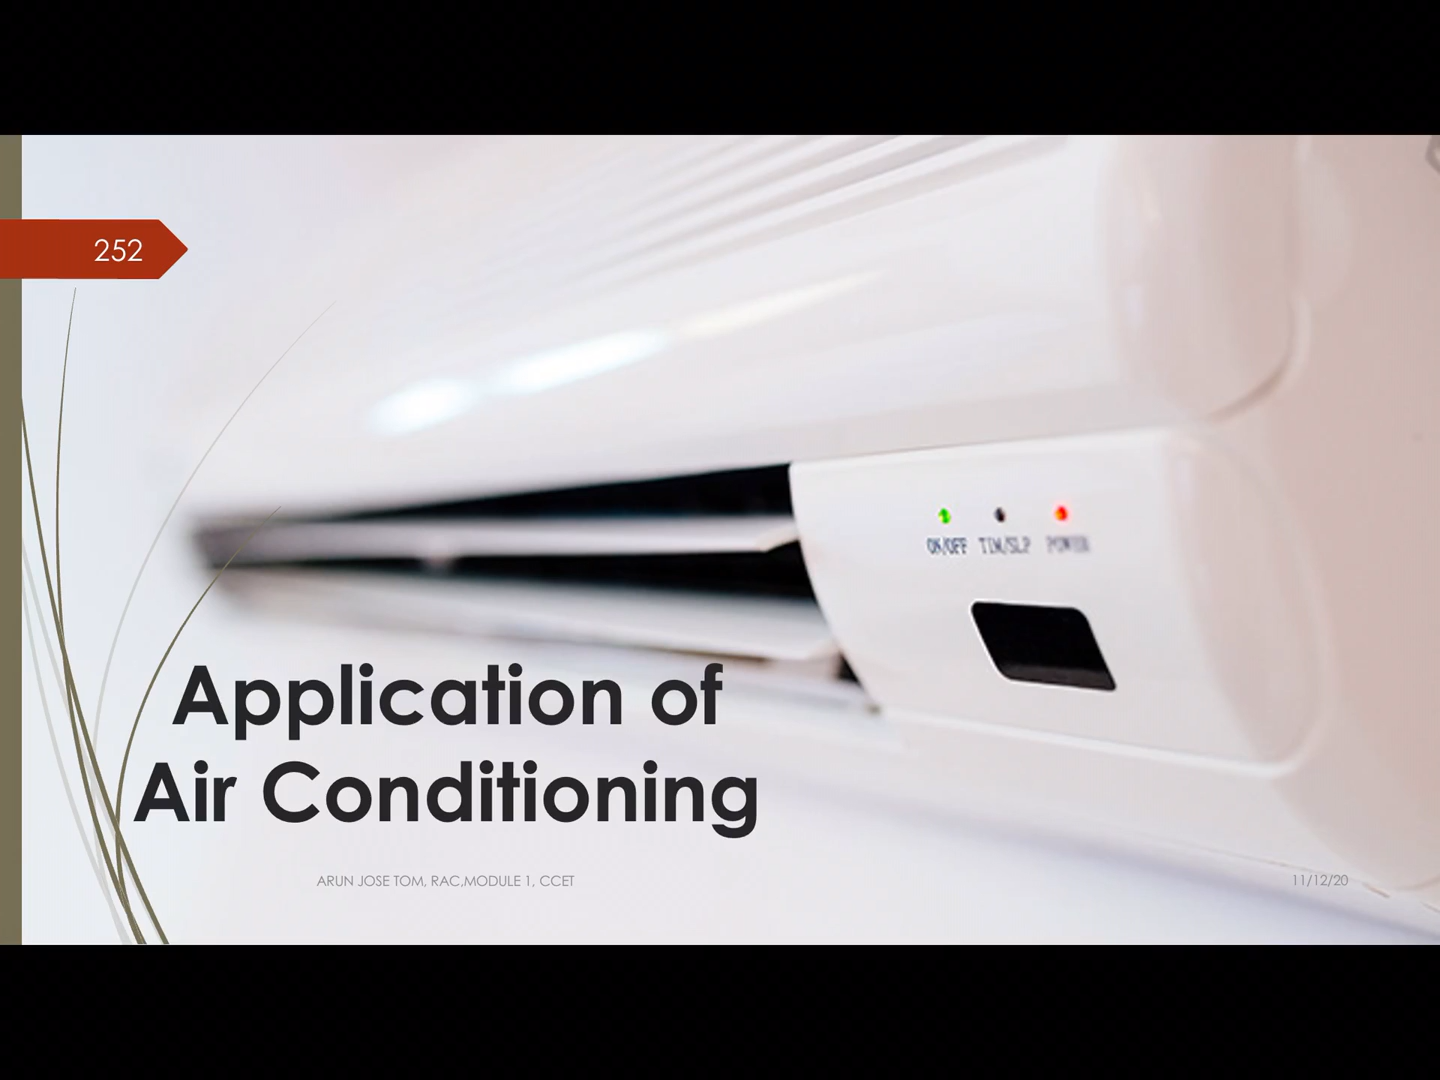 252
ON/OFF TIM/SLP POWER
Application of
Air Conditioning
ARUN JOSE TOM, RAC,MODULE 1, CCET
11/12/20